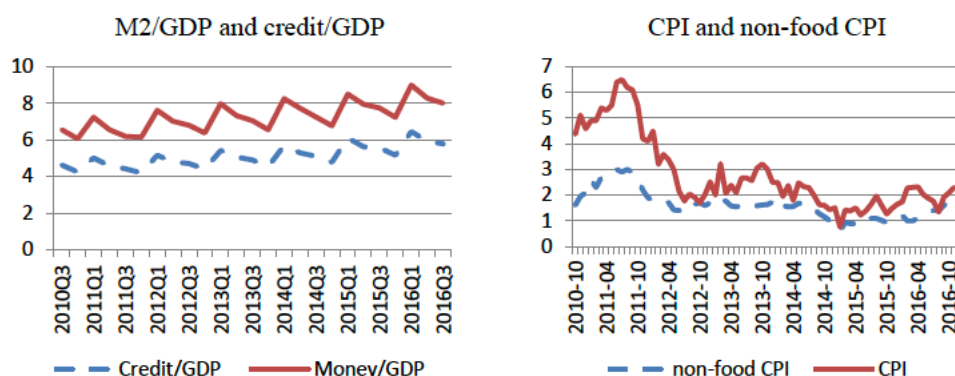 M2/GDP and credit/GDP
10
8
6
4
2
0
2010Q3
2011Q1
2011Q3
2012Q1
2012Q3
2013Q1
2013Q3
2014Q1
2014Q3
2015Q1
2015Q3
2016Q1
2016Q3
Credit/GDP
Money/GDP
CPI and non-food CPI
7
6
5
4
3
2
1
0
2010-10
2011-04
2011-10
2012-04
2012-10
2013-04
2013-10
2014-04
2014-10
2015-04
2015-10
2016-04
2016-10
non-food CPI
CPI